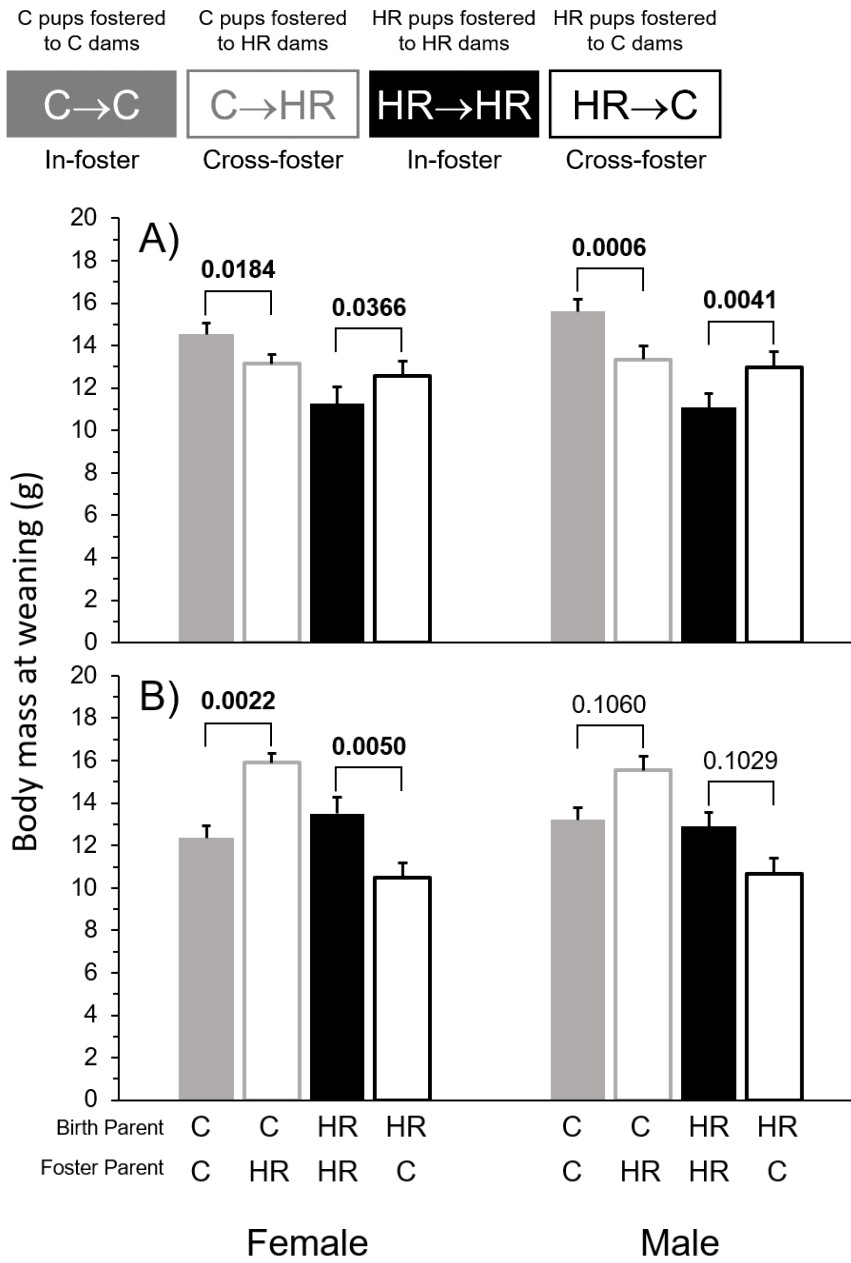 C pups fostered to C dams
C pups fostered to HR dams
HR pups fostered to HR dams
HR pups fostered to C dams
C→C
C→HR
HR→HR
HR→C
In-foster
Cross-foster
In-foster
Cross-foster
Body mass at weaning (g)
A)
20
18
16
14
12
10
8
6
4
2
0
0.0184
0.0366
0.0006
0.0041
B)
20
18
16
14
12
10
8
6
4
2
0
0.0022
0.0050
0.1060
0.1029
Birth Parent C C HR HR C C HR HR
Foster Parent C HR HR C C HR HR C
Female Male